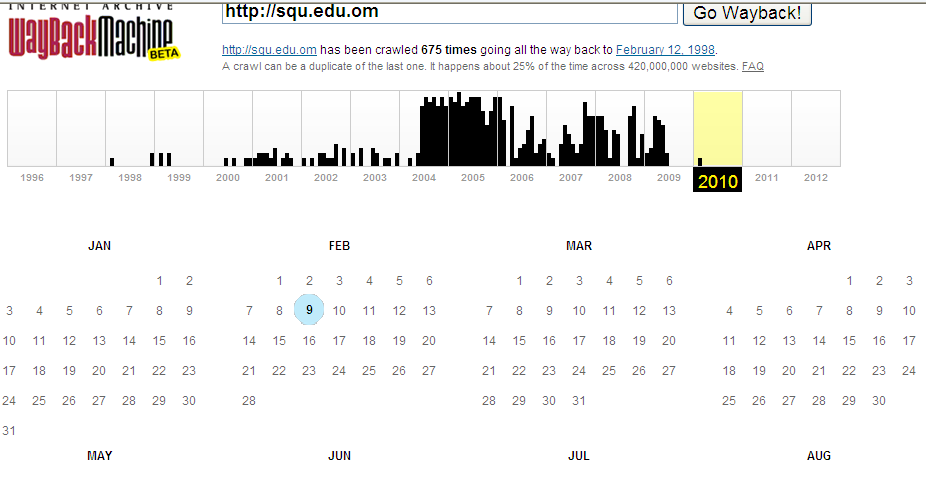 INTERNET ARCHIVE
WayBackMachine
BETA
http://squ.edu.om
Go Wayback!
http://squ.edu.om has been crawled 675 times going all the way back to February 12, 1998.
A crawl can be a duplicate of the last one. It happens about 25% of the time across 420,000,000 websites. FAQ
1996 1997 1998 1999 2000 2001 2002 2003 2004 2005 2006 2007 2008 2009 2010 2011 2012
JAN
1 2
3 4 5 6 7 8 9
10 11 12 13 14 15 16
17 18 19 20 21 22 23
24 25 26 27 28 29 30
31
FEB
1 2 3 4 5 6
7 8 9 10 11 12 13
14 15 16 17 18 19 20
21 22 23 24 25 26 27
28
MAR
1 2 3 4 5 6
7 8 9 10 11 12 13
14 15 16 17 18 19 20
21 22 23 24 25 26 27
28 29 30 31
APR
1 2 3
4 5 6 7 8 9 10
11 12 13 14 15 16 17
18 19 20 21 22 23 24
25 26 27 28 29 30
MAY
JUN
JUL
AUG